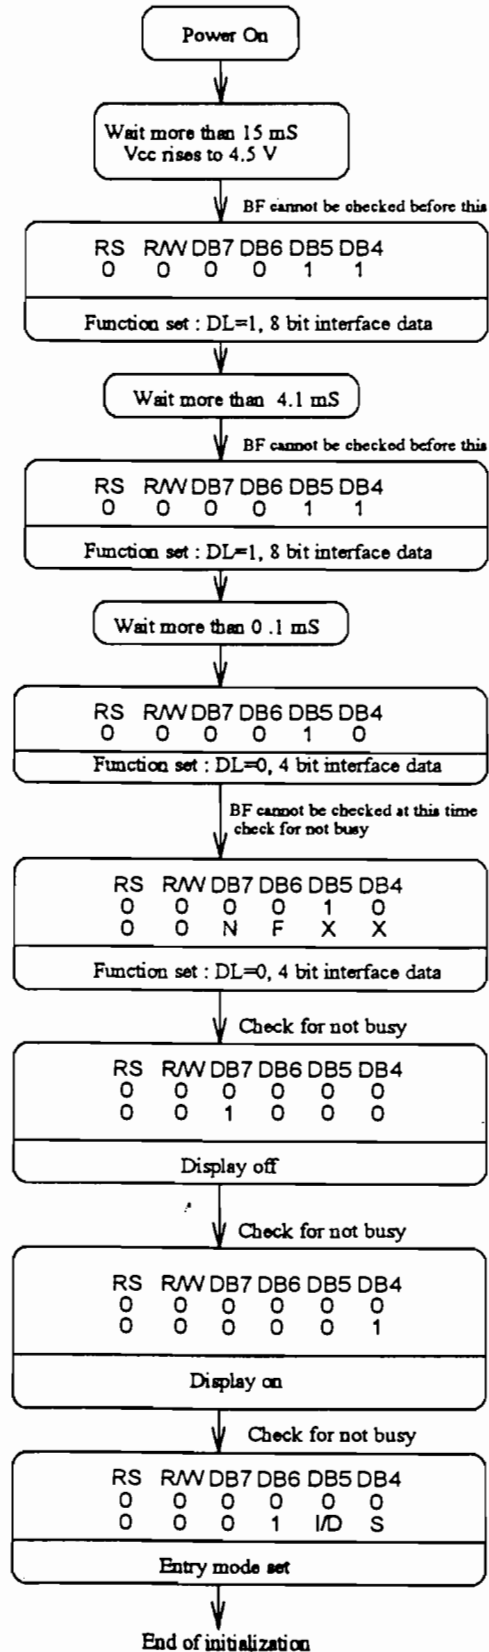 Power On
Wait more than 15 mS
Vcc rises to 4.5 V
BF cannot be checked before this
RS R/W DB7 DB6 DB5 DB4
0 0 0 0 1 1
Function set : DL=1, 8 bit interface data
Wait more than 4.1 mS
BF cannot be checked before this
RS R/W DB7 DB6 DB5 DB4
0 0 0 0 1 1
Function set : DL=1, 8 bit interface data
Wait more than 0 .1 mS
RS R/W DB7 DB6 DB5 DB4
0 0 0 0 1 0
Function set : DL=0, 4 bit interface data
BF cannot be checked at this time
check for not busy
RS R/W DB7 DB6 DB5 DB4
0 0 0 0 1 0
0 0 N F X X
Function set : DL=0, 4 bit interface data
Check for not busy
RS R/W DB7 DB6 DB5 DB4
0 0 0 0 0 0
0 0 1 0 0 0
Display off
Check for not busy
RS R/W DB7 DB6 DB5 DB4
0 0 0 0 0 0
0 0 0 0 0 1
Display on
Check for not busy
RS R/W DB7 DB6 DB5 DB4
0 0 0 0 0 0
0 0 0 1 I/D S
Entry mode set
End of initialization